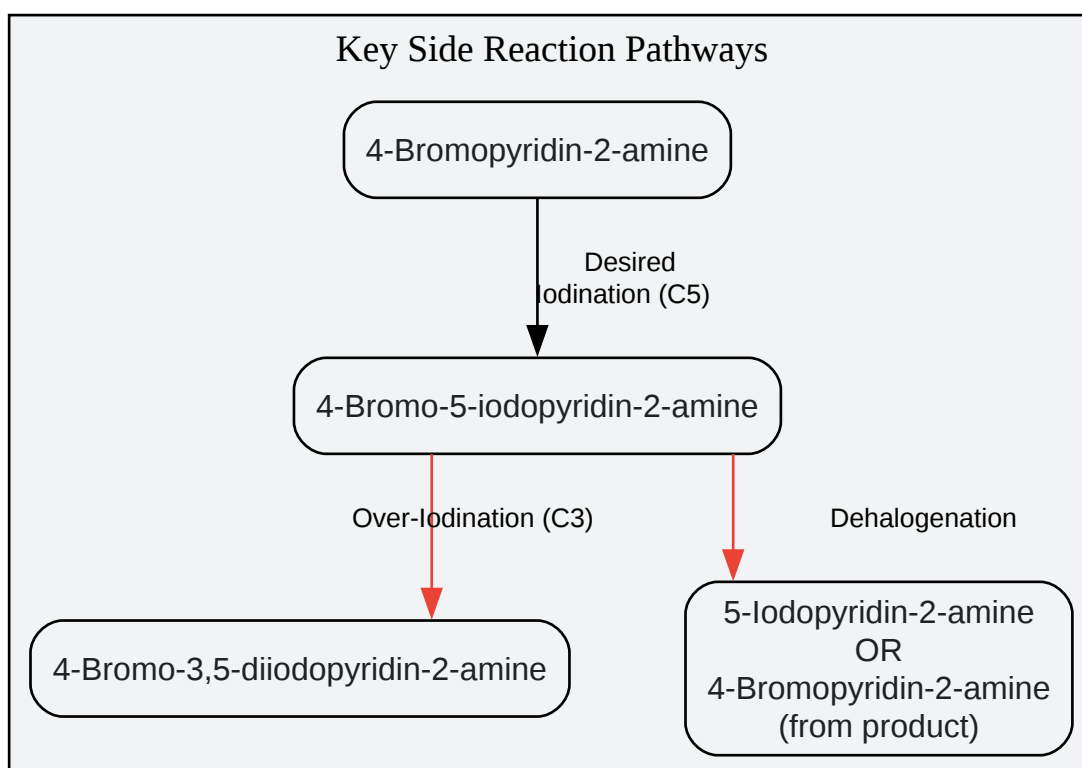 Key Side Reaction Pathways
4-Bromopyridin-2-amine
Desired
Iodination (C5)
4-Bromo-5-iodopyridin-2-amine
Over-Iodination (C3)
Dehalogenation
4-Bromo-3,5-diiodopyridin-2-amine
5-Iodopyridin-2-amine
OR
4-Bromopyridin-2-amine
(from product)